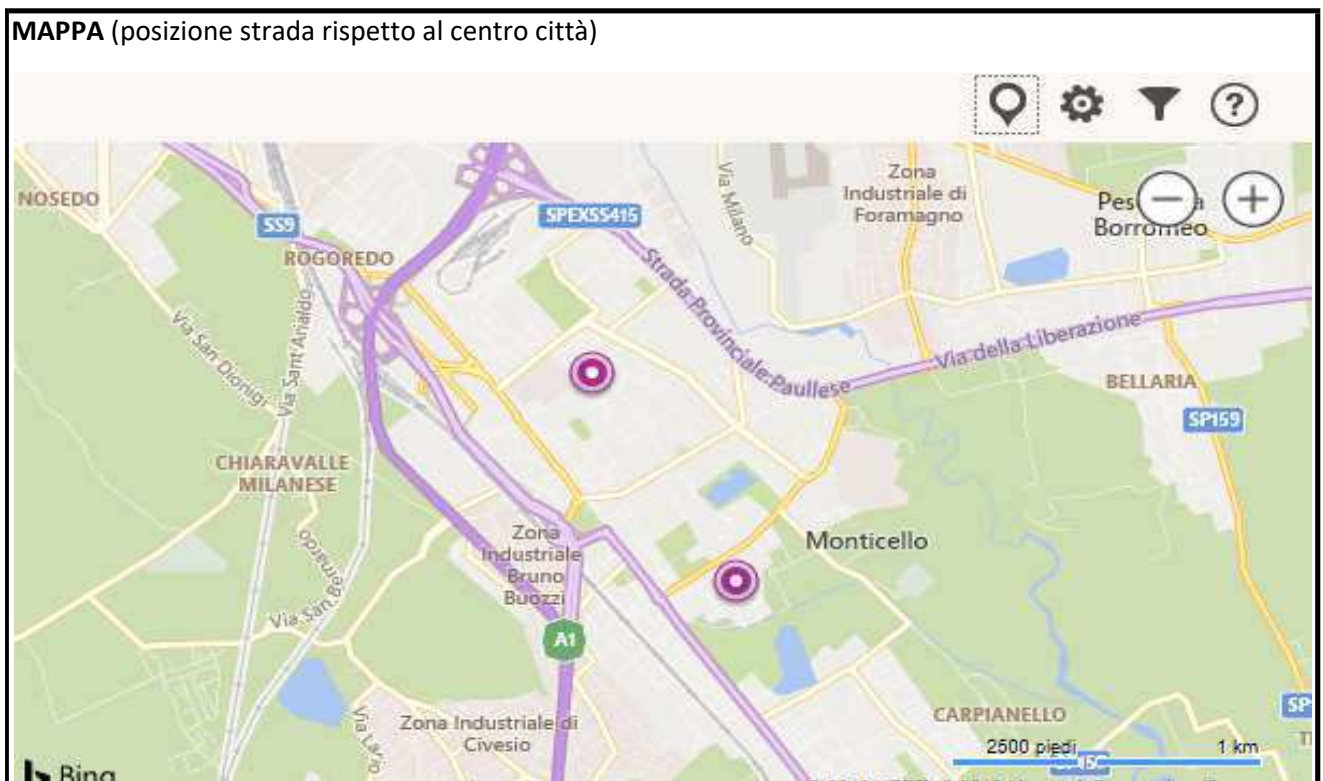 MAPPA (posizione strada rispetto al centro città)
?
NOSEDO
SS9
SPEXSS415
ROGOREDO
Via Milano
Zona
Industriale di
Foramagno
Borromeo
Strada Provinciale Paullese
Via della Liberazione
Via San Dionigi
Via Sant'Arialdo
BELLARIA
SP159
CHIARAVALLE
MILANESE
Zona
Industriale
Bruno
Buozzi
Monticello
Via San Bernardo
A1
Zona Industriale di
Civesio
CARPIANELLO
SP
2500 piedi
1 km
Bing